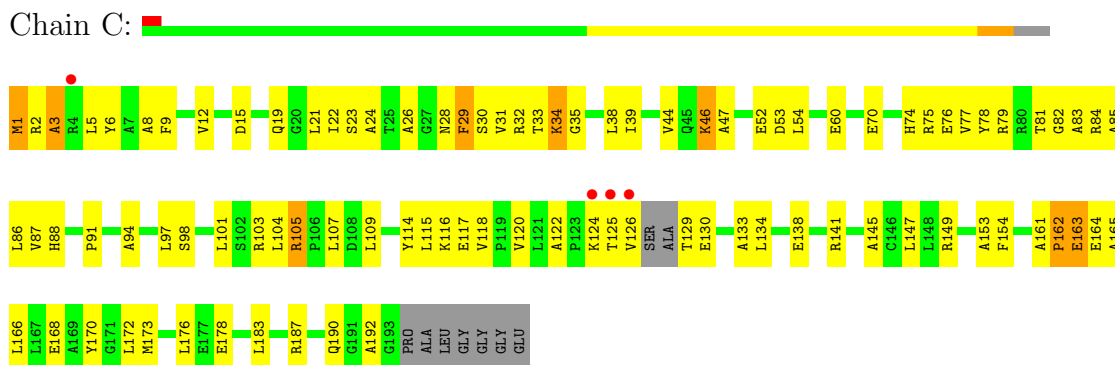 Chain C:
M1 R2 A3 R4 L5 Y6 A7 A8 F9 V12 D15 Q19 G20 L21 I22 S23 A24 T25 A26 G27 N28 F29 S30 V31 R32 T33 K34 G35 L38 I39 V44 Q45 K46 A47 E52 D53 L54 E60 E70 H74 R75 E76 V77 Y78 R79 R80 T81 G82 A83 R84 A85
L86 V87 H88 P91 A94 L97 S98 L101 S102 R103 L104 R105 P106 L107 D108 L109 Y114 L115 K116 E117 V118 P119 V120 L121 A122 P123 K124 T125 V126 SER ALA T129 E130 A133 L134 E138 R141 A145 C146 L147 L148 R149 A153 F154 A161 P162 E163 E164 A165
L166 L167 E168 A169 Y170 G171 L172 M173 L176 E177 E178 L183 R187 Q190 G191 A192 G193 PRO ALA LEU GLY GLY GLY GLU